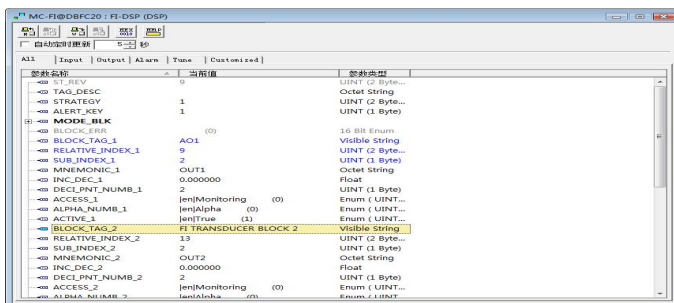 MC-FI@DBFC20 : FI-DSP (DSP)
自动定时更新 5 秒
All Input Output Alarm Tune Customized
参数名称 当前值 参数类型
ST_REV 9 UINT (2 Byte...
TAG_DESC Octet String
STRATEGY 1 UINT (2 Byte...
ALERT_KEY 1 UINT (1 Byte)
MODE_BLK
BLOCK_ERR (0) 16 Bit Enum
BLOCK_TAG_1 AO1 Visible String
RELATIVE_INDEX_1 9 UINT (2 Byte...
SUB_INDEX_1 2 UINT (1 Byte)
MNEMONIC_1 OUT1 Octet String
INC_DEC_1 0.000000 Float
DECI_PNT_NUMB_1 2 UINT (1 Byte)
ACCESS_1 |en|Monitoring (0) Enum ( UINT...
ALPHA_NUMB_1 |en|Alpha (0) Enum ( UINT...
ACTIVE_1 |en|True (1) Enum ( UINT...
BLOCK_TAG_2 FI TRANSDUCER BLOCK 2 Visible String
RELATIVE_INDEX_2 13 UINT (2 Byte...
SUB_INDEX_2 2 UINT (1 Byte)
MNEMONIC_2 OUT2 Octet String
INC_DEC_2 0.000000 Float
DECI_PNT_NUMB_2 2 UINT (1 Byte)
ACCESS_2 |en|Monitoring (0) Enum ( UINT...
ALPHA_NUMB_2 |en|Alpha (0) Enum ( UINT...